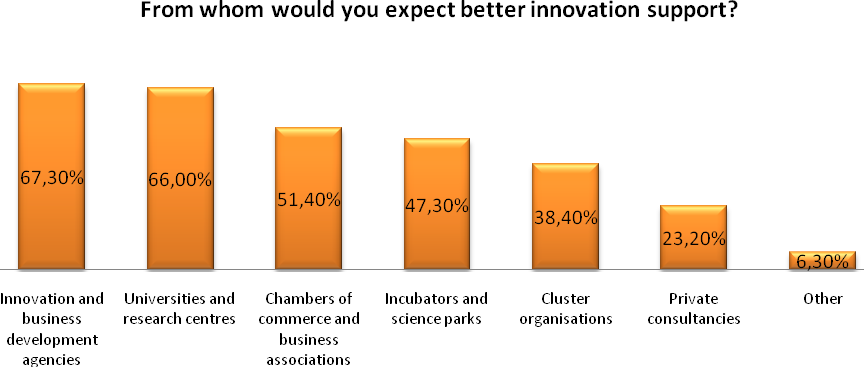 From whom would you expect better innovation support?
67,30%
66,00%
51,40%
47,30%
38,40%
23,20%
6,30%
Innovation and
business
development
agencies
Universities and
research centres
Chambers of
commerce and
business
associations
Incubators and
science parks
Cluster
organisations
Private
consultancies
Other